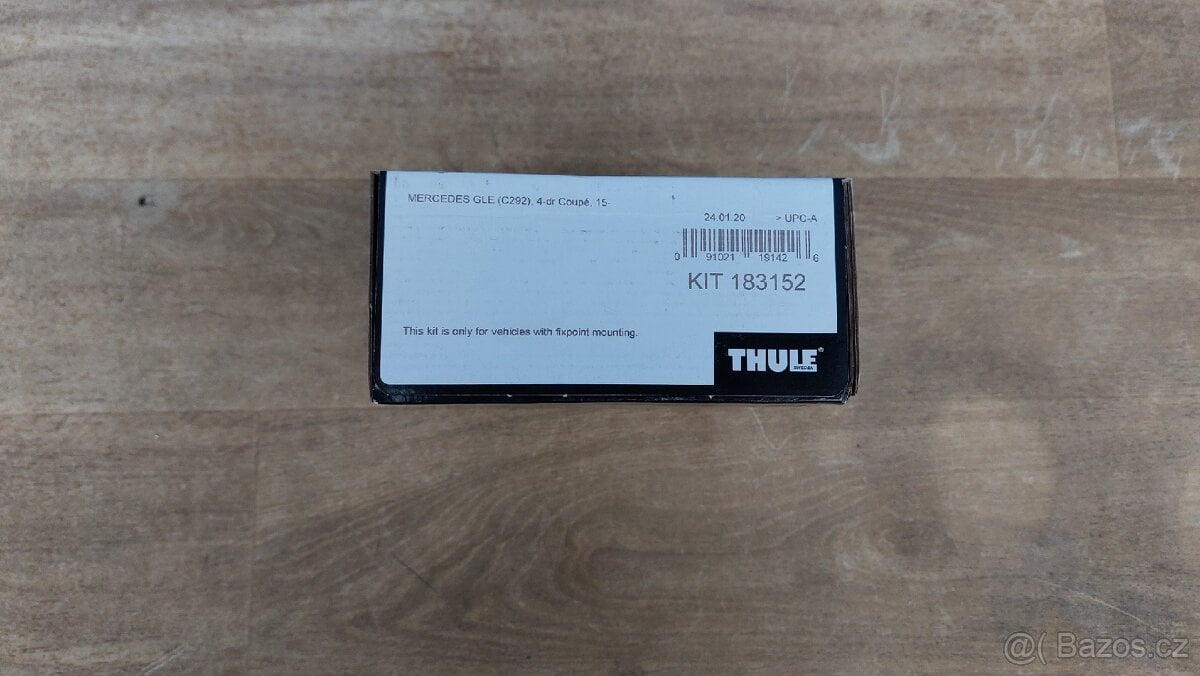 MERCEDES GLE (C292), 4-dr Coupé, 15-
24.01.20 > UPC-A
0 91021 19142 6
KIT 183152
This kit is only for vehicles with fixpoint mounting.
THULE®
SWEDEN
@( Bazos.cz